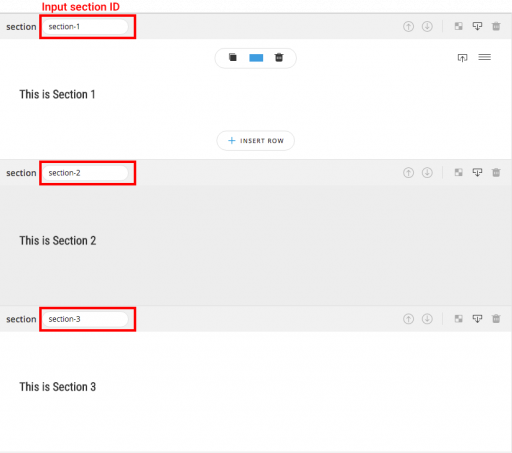 Input section ID
section section-1
This is Section 1
+ INSERT ROW
section section-2
This is Section 2
section section-3
This is Section 3